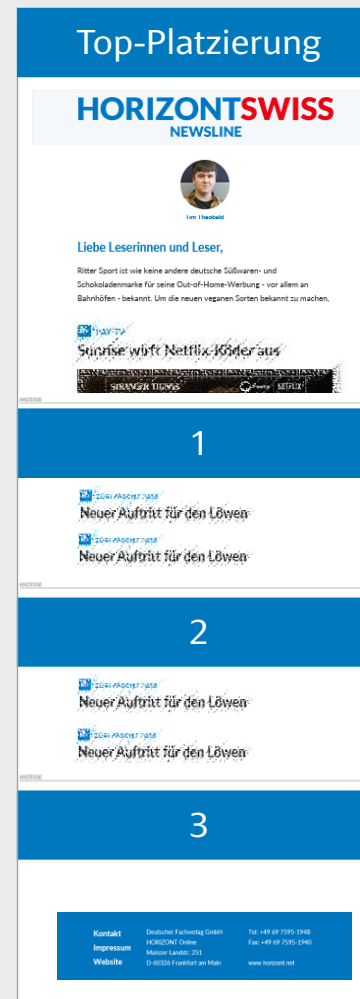 Top-Platzierung
HORIZONTSWISS
NEWSLINE
Tim Theobald
Liebe Leserinnen und Leser,
Ritter Sport ist wie keine andere deutsche Süßwaren- und
Schokoladenmarke für seine Out-of-Home-Werbung - vor allem an
Bahnhöfen - bekannt. Um die neuen veganen Sorten bekannt zu machen,
PAY-TV
Sunrise wirft Netflix-Köder aus
STRANGER THINGS NETFLIX
ANZEIGE
1
Neuer Auftritt für den Löwen
Neuer Auftritt für den Löwen
ANZEIGE
2
Neuer Auftritt für den Löwen
Neuer Auftritt für den Löwen
ANZEIGE
3
Kontakt Deutscher Fachverlag GmbH Tel: +49 69 7595-1948
Impressum HORIZONT Online Fax: +49 69 7595-1940
Mainzer Landstr. 251
Website D-60326 Frankfurt am Main www.horizont.net